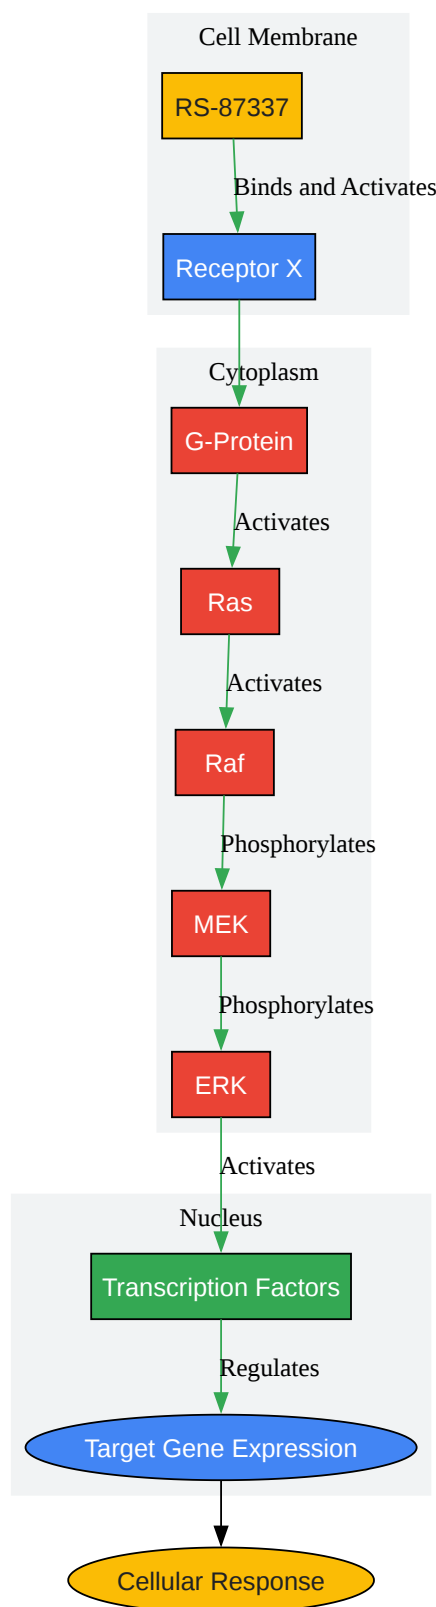 Cell Membrane
RS-87337
Binds and Activates
Receptor X
Cytoplasm
G-Protein
Activates
Ras
Activates
Raf
Phosphorylates
MEK
Phosphorylates
ERK
Activates
Nucleus
Transcription Factors
Regulates
Target Gene Expression
Cellular Response